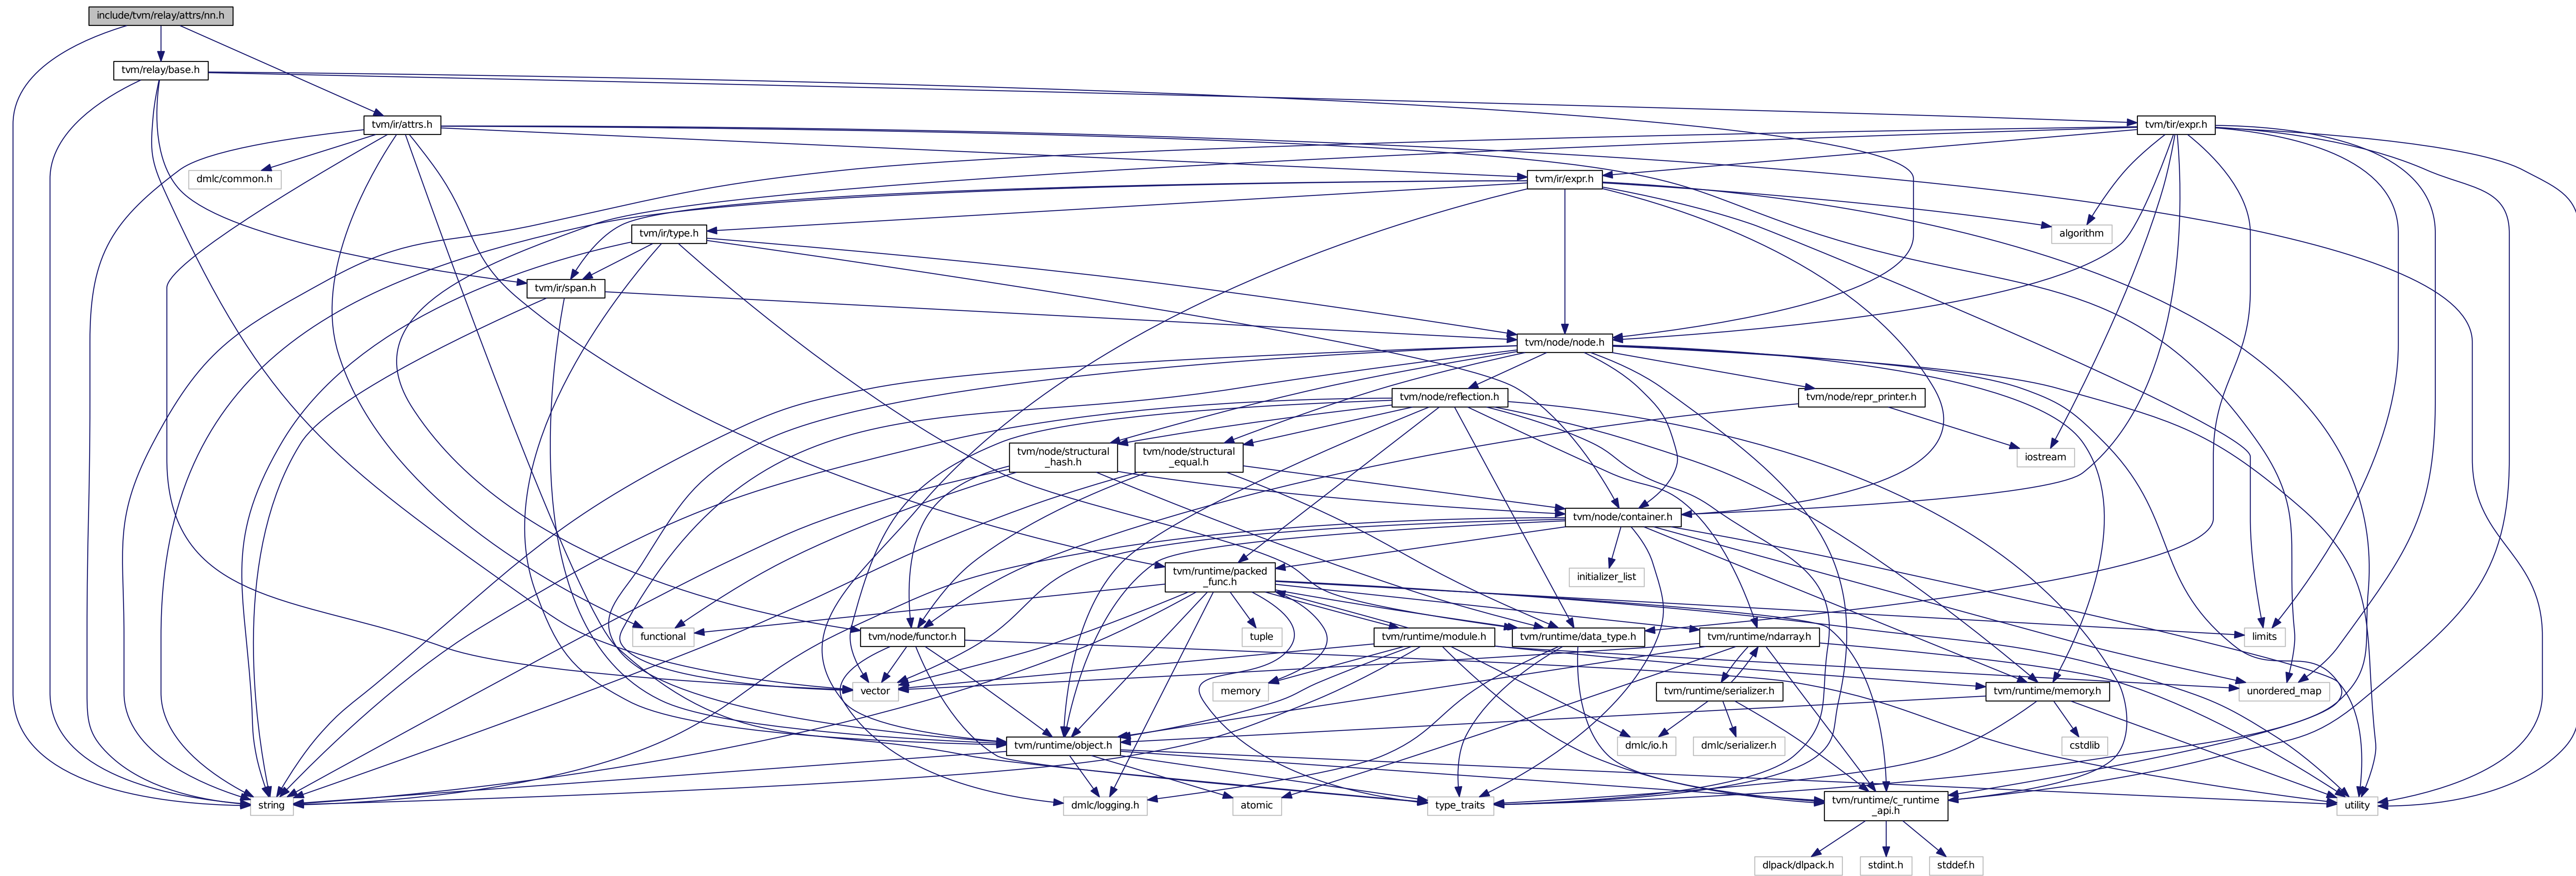 include/tvm/relay/attrs/nn.h
tvm/relay/base.h
tvm/ir/attrs.h
tvm/tir/expr.h
dmlc/common.h
tvm/ir/expr.h
tvm/ir/type.h
algorithm
tvm/ir/span.h
tvm/node/node.h
tvm/node/reflection.h
tvm/node/repr_printer.h
tvm/node/structural
_hash.h
tvm/node/structural
_equal.h
iostream
tvm/node/container.h
tvm/runtime/packed
_func.h
initializer_list
functional
tvm/node/functor.h
tuple
tvm/runtime/module.h
tvm/runtime/data_type.h
tvm/runtime/ndarray.h
limits
vector
memory
tvm/runtime/serializer.h
tvm/runtime/memory.h
unordered_map
tvm/runtime/object.h
dmlc/io.h
dmlc/serializer.h
cstdlib
string
dmlc/logging.h
atomic
type_traits
tvm/runtime/c_runtime
_api.h
utility
dlpack/dlpack.h
stdint.h
stddef.h